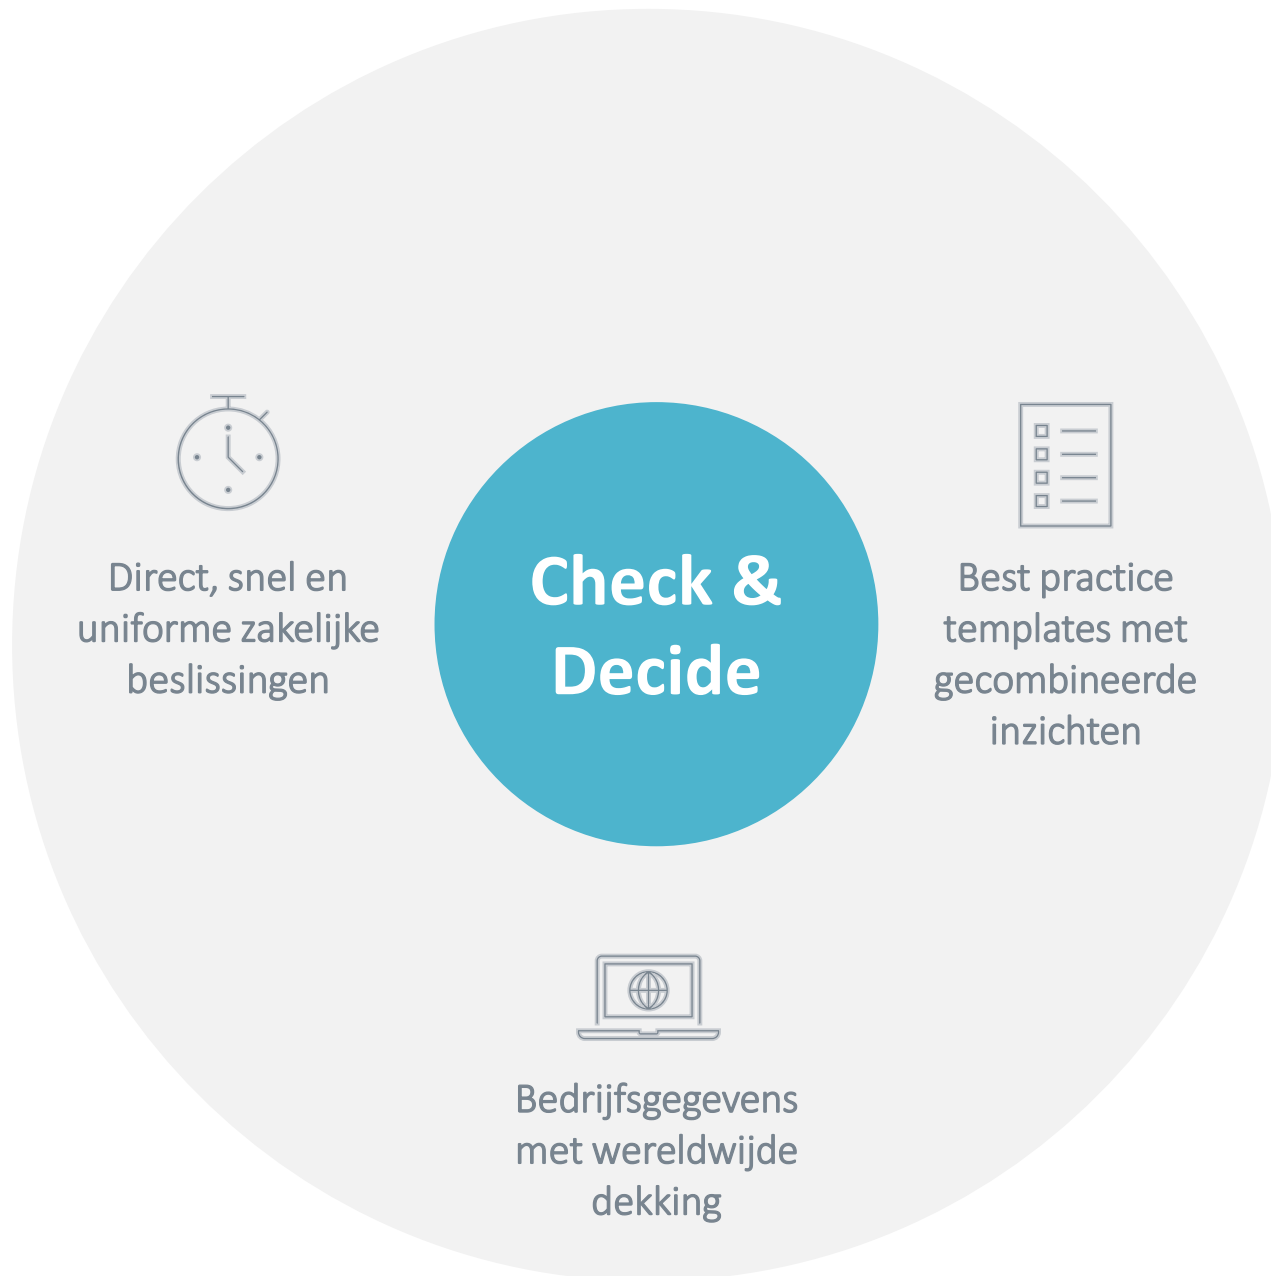 Direct, snel en
uniforme zakelijke
beslissingen
Check &
Decide
Best practice
templates met
gecombineerde
inzichten
Bedrijfsgegevens
met wereldwijde
dekking